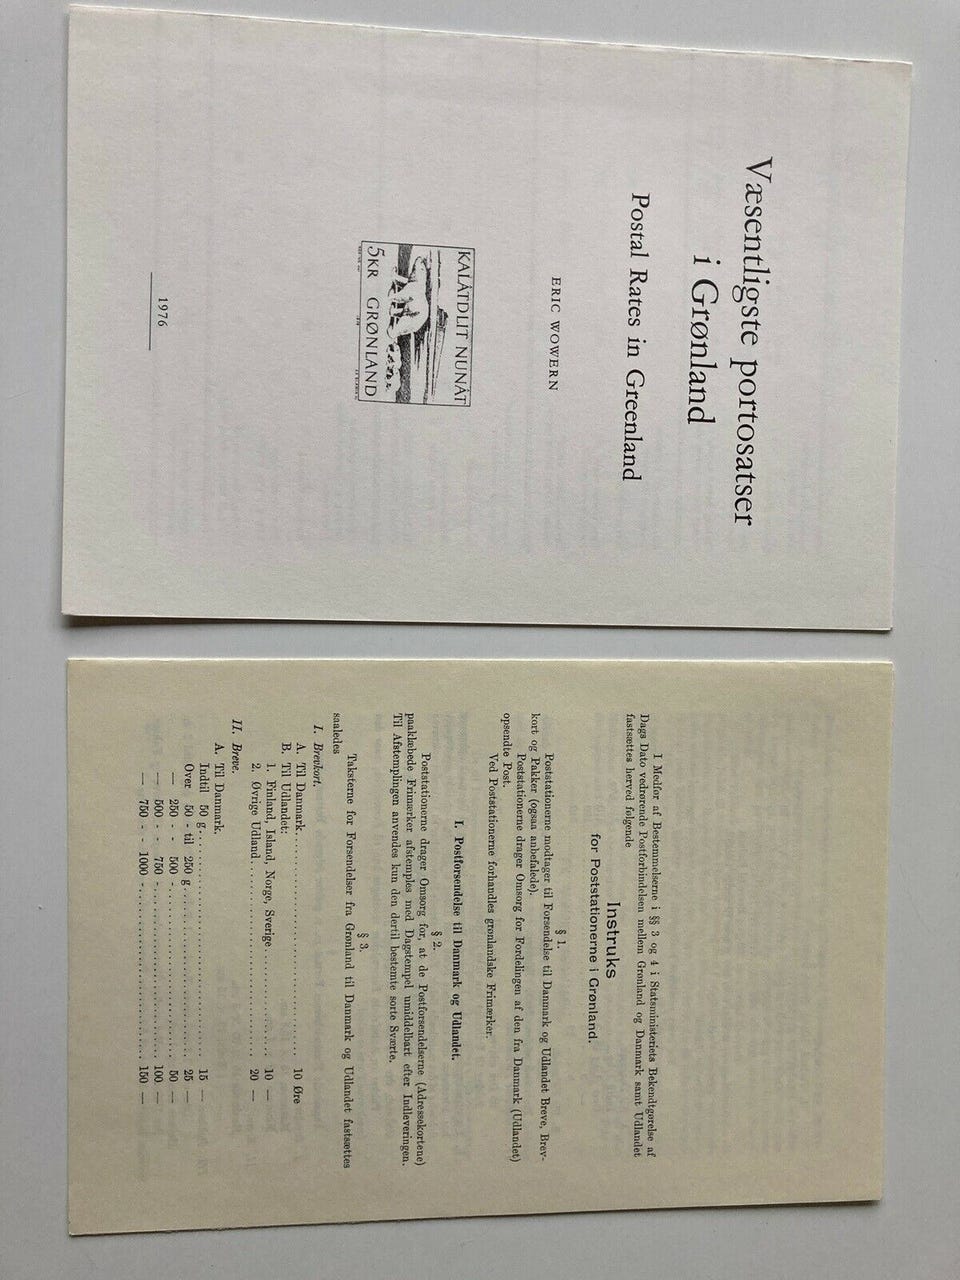 Væsentligste portosatser
i Grønland
Postal Rates in Greenland
ERIC WOWERN
KALÂTDLIT NUNÂT
5KR GRØNLAND
1976
I Medfør af Bestemmelserne i §§ 3 og 4 i Statsministeriets Bekendtgørelse af
Dags Dato vedrørende Postforbindelsen mellem Grønland og Danmark samt Udlandet
fastsættes herved følgende
Instruks
for Poststationerne i Grønland.
§ 1.
Poststationerne modtager til Forsendelse til Danmark og Udlandet Breve, Brev-
kort og Pakker (ogsaa anbefalede).
Poststationerne drager Omsorg for Fordelingen af den fra Danmark (Udlandet)
opsendte Post.
Ved Poststationerne forhandles grønlandske Frimærker.
I. Postforsendelse til Danmark og Udlandet.
§ 2.
Poststationerne drager Omsorg for, at de Postforsendelserne (Adressekortene)
paaklæbede Frimærker afstemples med Dagstempel umiddelbart efter Indleveringen.
Til Afstemplingen anvendes kun den dertil bestemte sorte Sværte.
§ 3.
Taksterne for Forsendelser fra Grønland til Danmark og Udlandet fastsættes
saaledes
I. Brevkort.
A. Til Danmark.............................. 10 Øre
B. Til Udlandet:
1. Finland, Island, Norge, Sverige.............. 10 —
2. Øvrige Udland.............................. 20 —
II. Breve.
A. Til Danmark.
Indtil 50 g.............................. 15 —
Over 50 - til 250 g.............................. 25 —
— 250 - - 500 -.............................. 50 —
— 500 - - 750 -.............................. 100 —
— 750 - - 1000 -.............................. 150 —